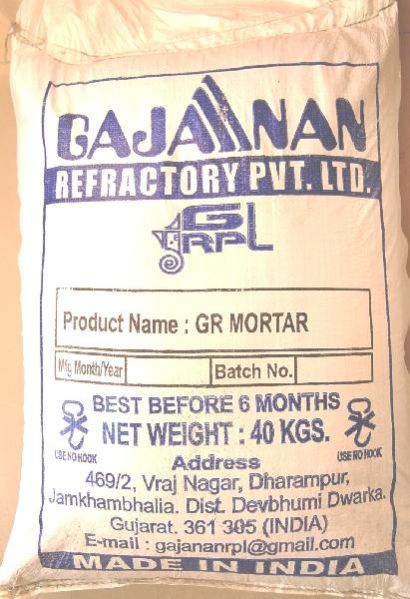 GAJANAN
REFRACTORY PVT. LTD.
GRPL
Product Name : GR MORTAR
Mfg Month/Year
Batch No.
BEST BEFORE 6 MONTHS
NET WEIGHT : 40 KGS.
USE NO HOOK
USE NO HOOK
Address
469/2, Vraj Nagar, Dharampur,
Jamkhambhalia. Dist. Devbhumi Dwarka.
Gujarat. 361 305 (INDIA)
E-mail : gajananrpl@gmail.com
MADE IN INDIA